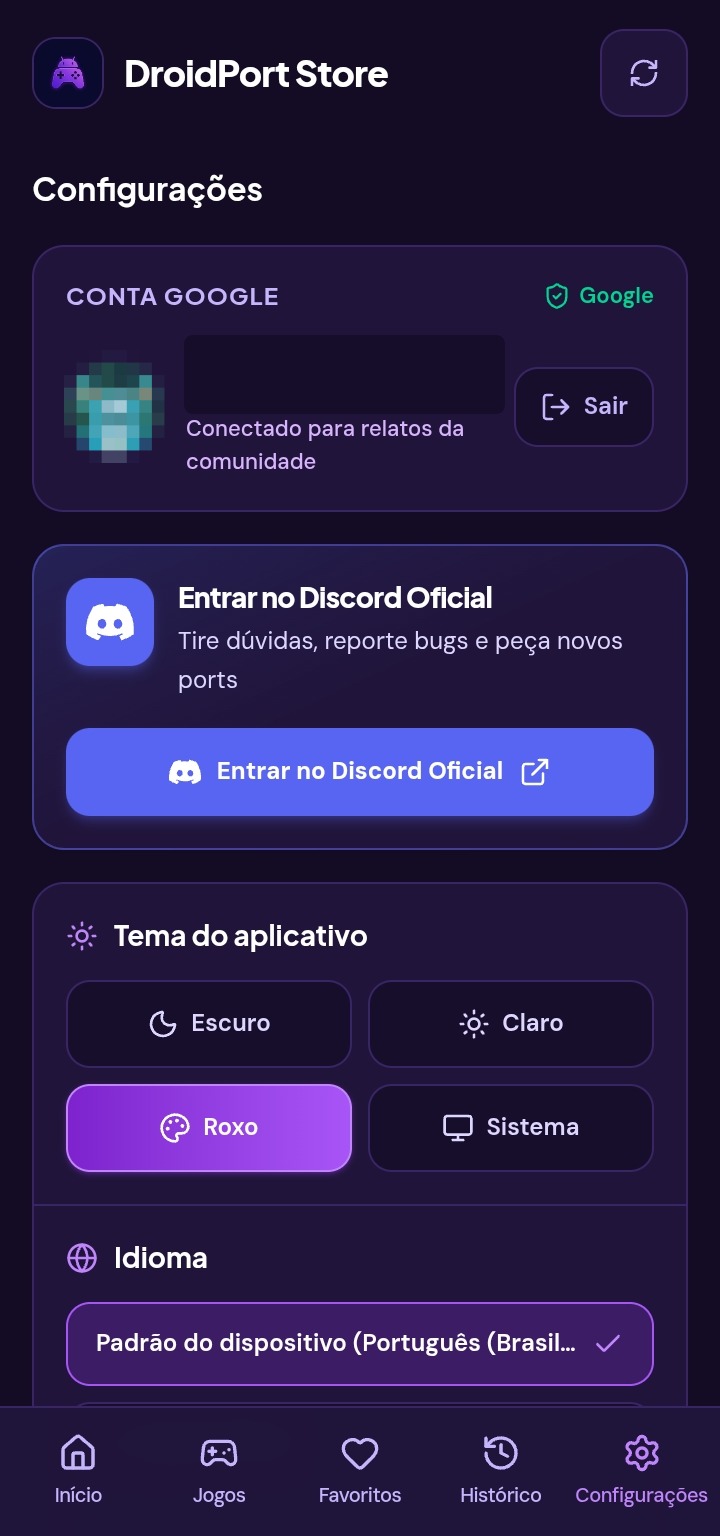 DroidPort Store
Configurações
CONTA GOOGLE
Google
Conectado para relatos da
comunidade
Sair
Entrar no Discord Oficial
Tire dúvidas, reporte bugs e peça novos
ports
Entrar no Discord Oficial
Tema do aplicativo
Escuro
Claro
Roxo
Sistema
Idioma
Padrão do dispositivo (Português (Brasil...
Início
Jogos
Favoritos
Histórico
Configurações